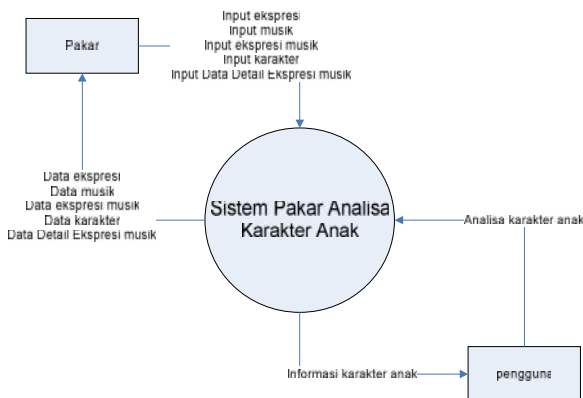 Input ekspresi
Input musik
Input ekspresi musik
Input karakter
Input Data Detail Ekspresi musik
Pakar
Data ekspresi
Data musik
Data ekspresi musik
Data karakter
Data Detail Ekspresi musik
Sistem Pakar Analisa
Karakter Anak
Analisa karakter anak
Informasi karakter anak
pengguna